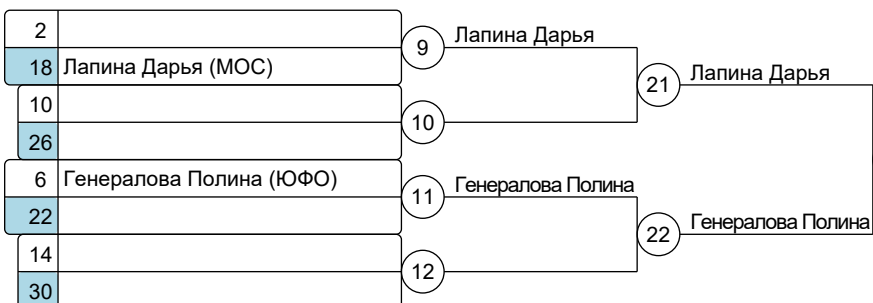 2
9 Лапина Дарья
18 Лапина Дарья (МОС)
21 Лапина Дарья
10
10
26
6 Генералова Полина (ЮФО)
11 Генералова Полина
22
22 Генералова Полина
14
12
30